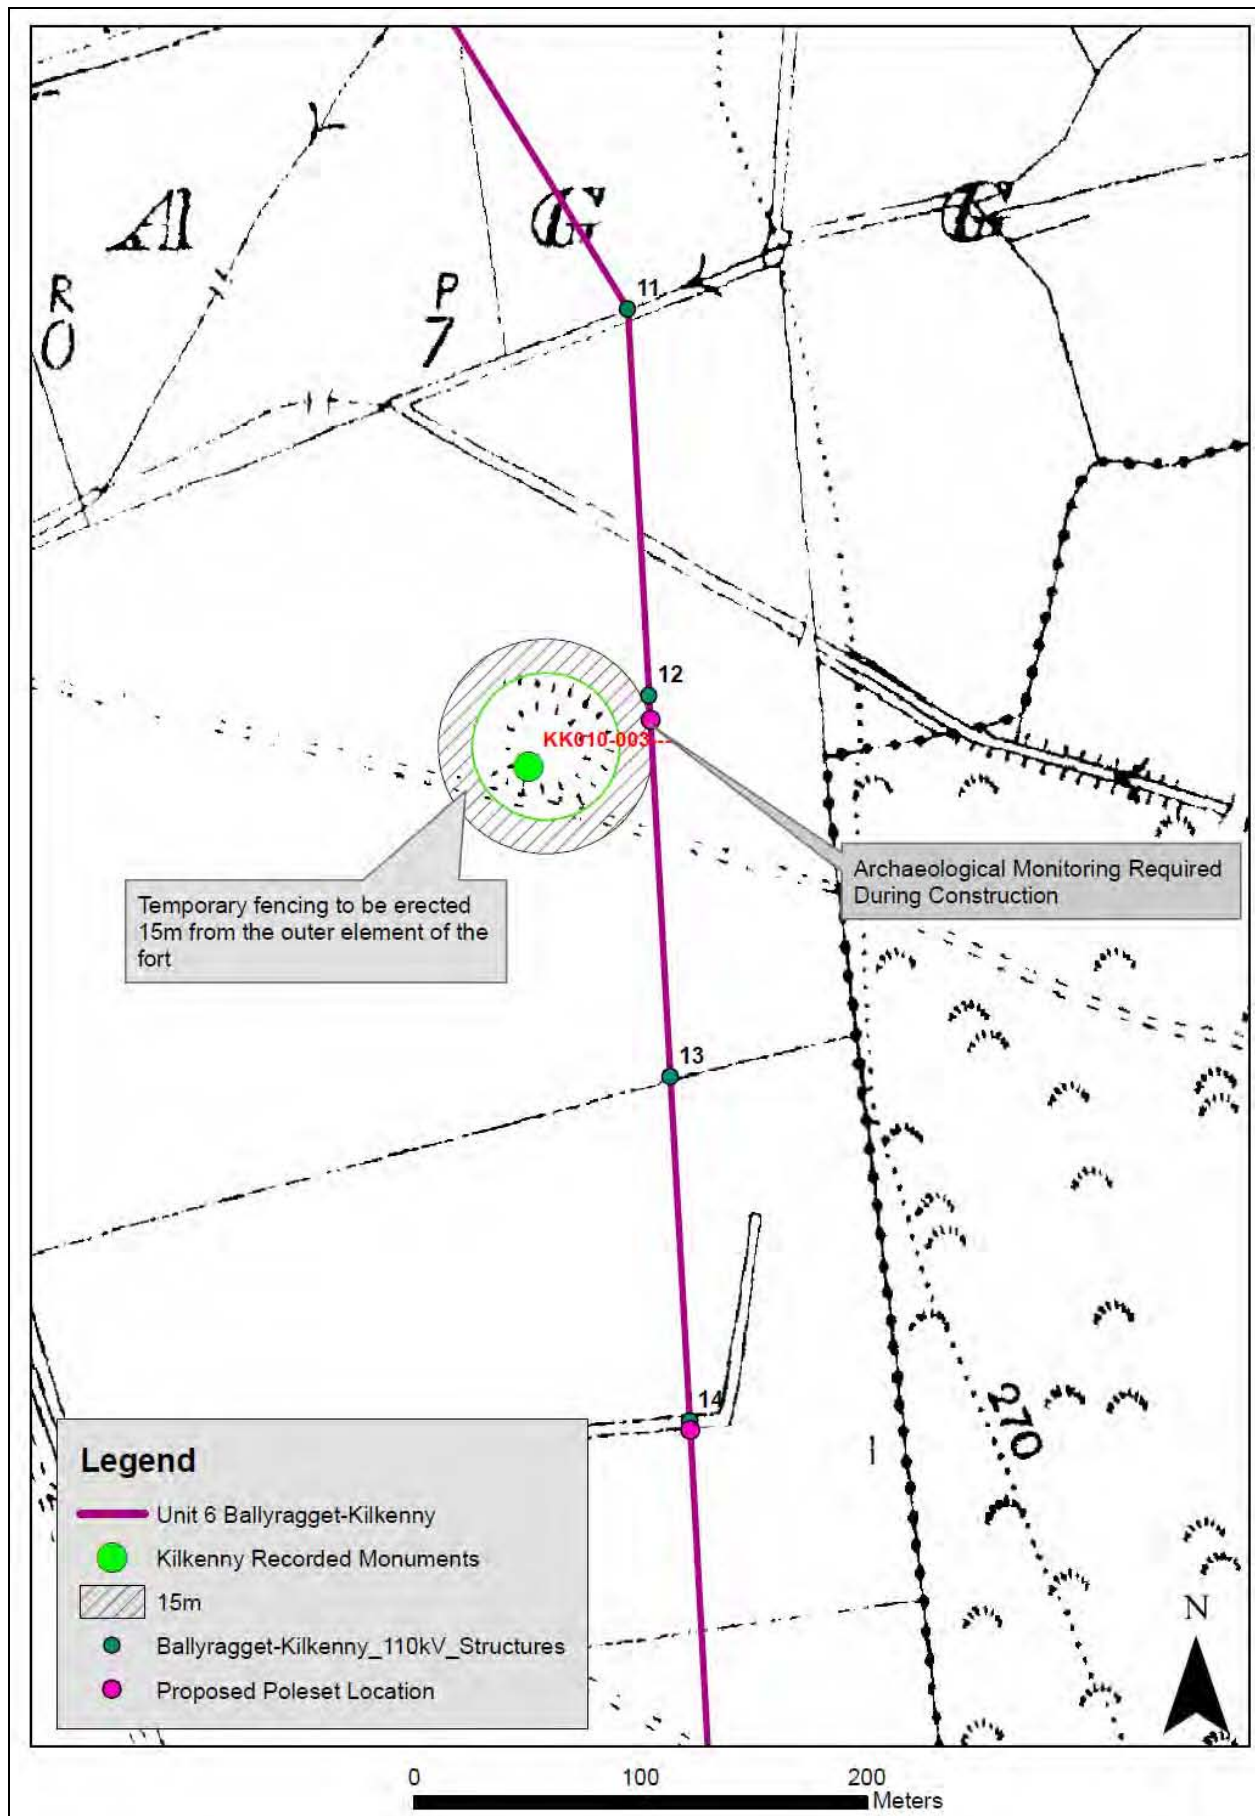 A G G
R P
0 7
11
12
KK010-003---
Archaeological Monitoring Required
During Construction
Temporary fencing to be erected
15m from the outer element of the
fort
13
14
270
Legend
Unit 6 Ballyragget-Kilkenny
Kilkenny Recorded Monuments
15m
Ballyragget-Kilkenny_110kV_Structures
Proposed Poleset Location
N
0 100 200
Meters